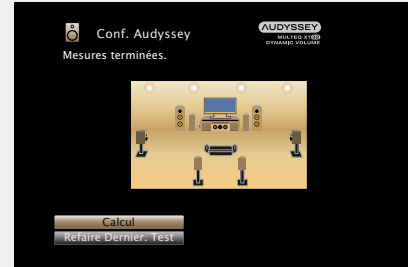 Conf. Audyssey
AUDYSSEY
MULTEQ XT32
DYNAMIC VOLUME
Mesures terminées.
Calcul
Refaire Dernier. Test